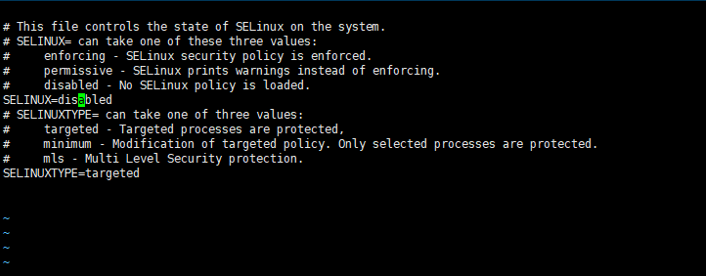 # This file controls the state of SELinux on the system.
# SELINUX= can take one of these three values:
#     enforcing - SELinux security policy is enforced.
#     permissive - SELinux prints warnings instead of enforcing.
#     disabled - No SELinux policy is loaded.
SELINUX=disabled
# SELINUXTYPE= can take one of three values:
#     targeted - Targeted processes are protected,
#     minimum - Modification of targeted policy. Only selected processes are protected.
#     mls - Multi Level Security protection.
SELINUXTYPE=targeted
~
~
~
~